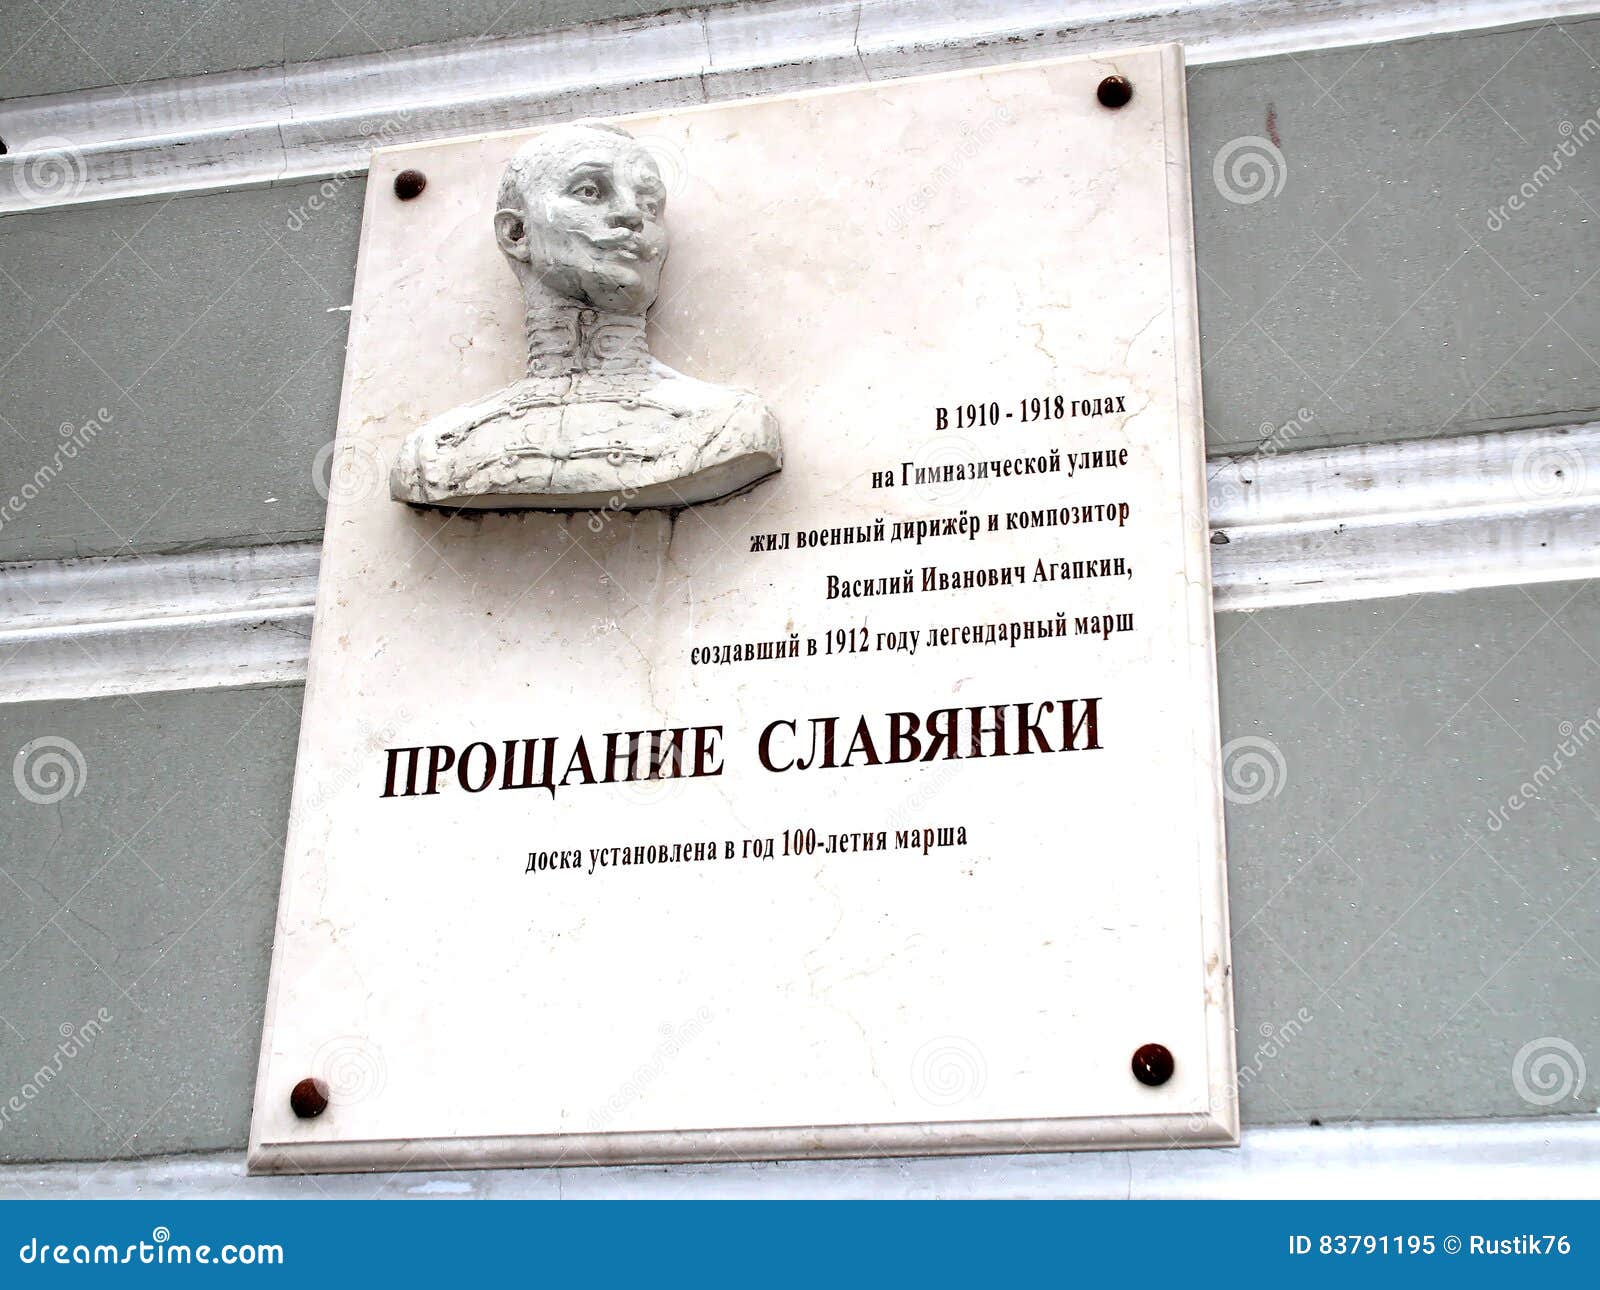 В 1910 - 1918 годах
на Гимназической улице
жил военный дирижёр и композитор
Василий Иванович Агапкин,
создавший в 1912 году легендарный марш
ПРОЩАНИЕ СЛАВЯНКИ
доска установлена в год 100-летия марша
dreamstime.com
ID 83791195 © Rustik76